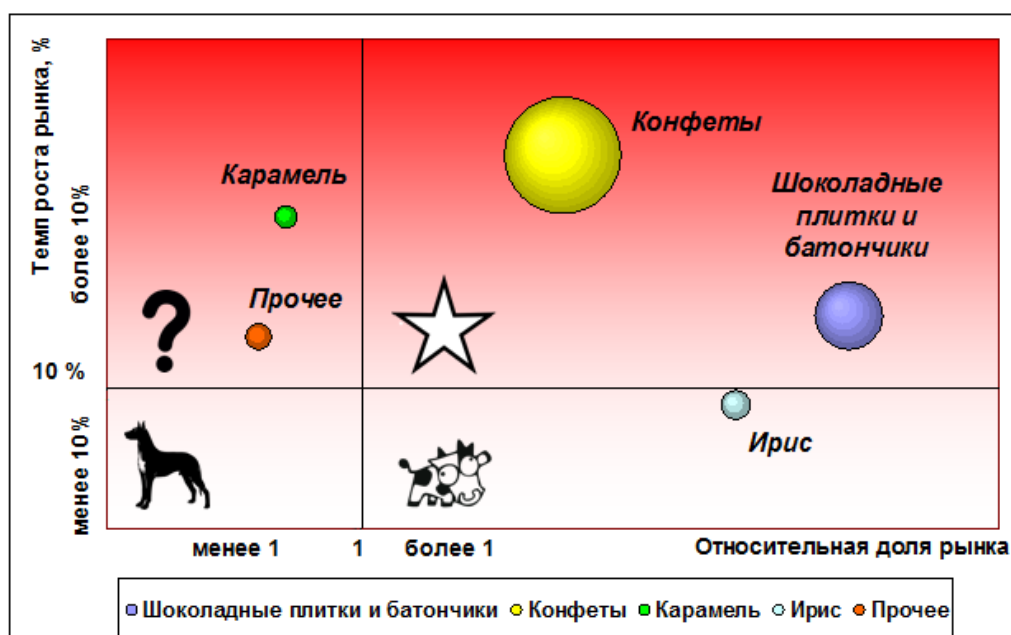 Темп роста рынка, %
более 10%
10 %
менее 10%
Конфеты
Карамель
Шоколадные
плитки и
батончики
Прочее
?
Ирис
менее 1
1
более 1
Относительная доля рынка
Шоколадные плитки и батончики
Конфеты
Карамель
Ирис
Прочее